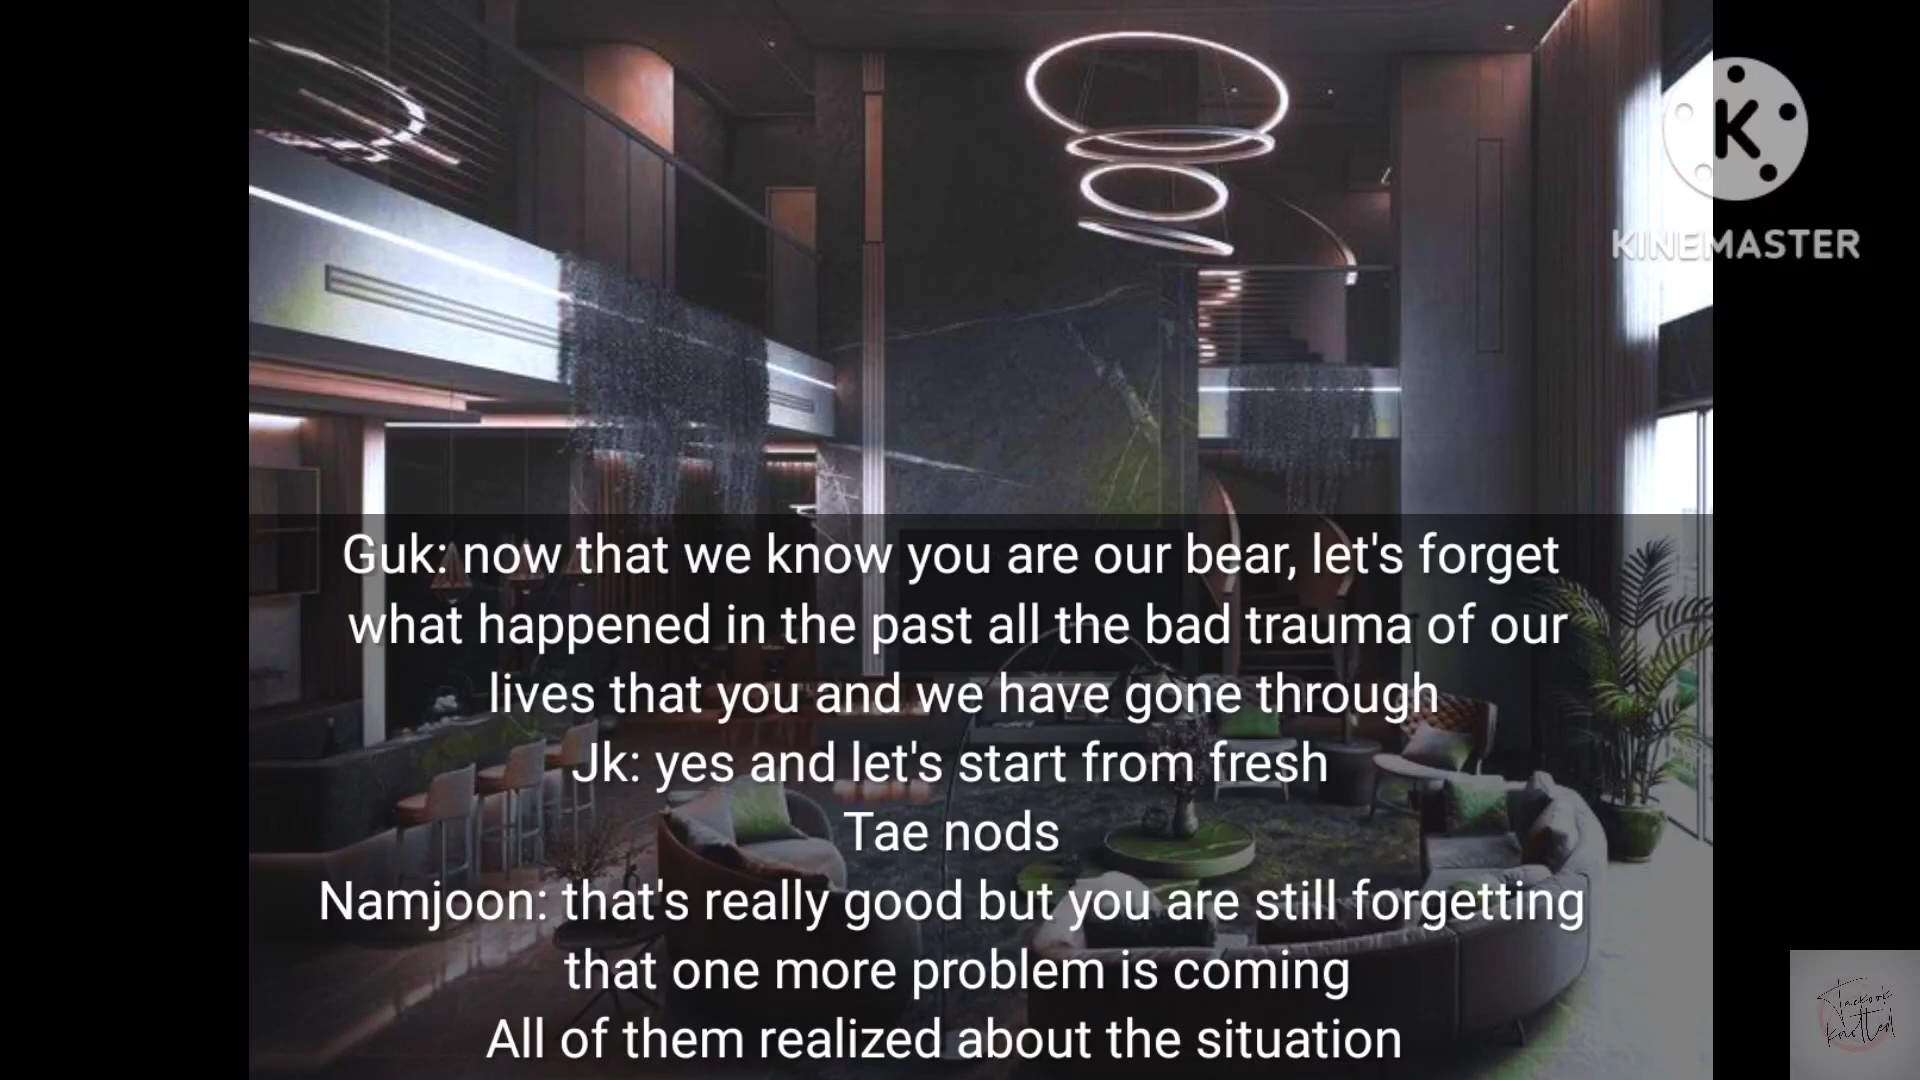 K
KINEMASTER
Guk: now that we know you are our bear, let's forget
what happened in the past all the bad trauma of our
lives that you and we have gone through
Jk: yes and let's start from fresh
Tae nods
Namjoon: that's really good but you are still forgetting
that one more problem is coming
All of them realized about the situation
Taekook